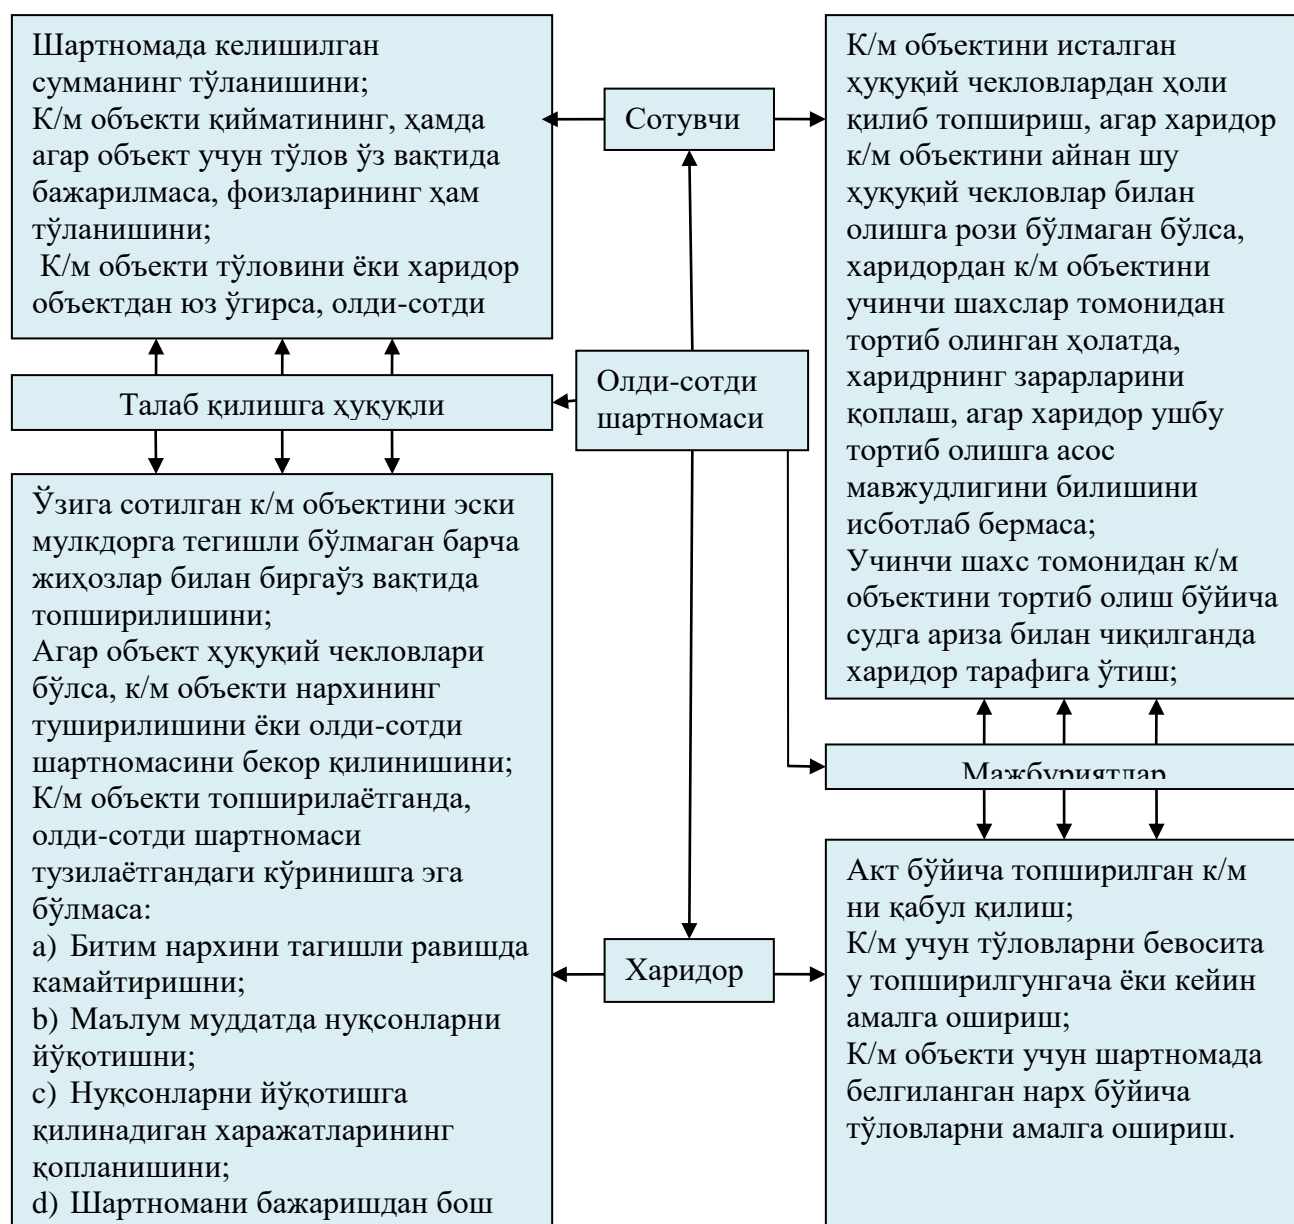 Шартномада келишилган
сумманинг тўланишини;
К/м объекти қийматининг, ҳамда
агар объект учун тўлов ўз вақтида
бажарилмаса, фоизларининг ҳам
тўланишини;
К/м объекти тўловини ёки харидор
объектдан юз ўгирса, олди-сотди
Талаб қилишга ҳуқуқли
Ўзига сотилган к/м объектини эски
мулкдорга тегишли бўлмаган барча
жиҳозлар билан биргаўз вақтида
топширилишини;
Агар объект ҳуқуқий чекловлари
бўлса, к/м объекти нархининг
туширилишини ёки олди-сотди
шартномасини бекор қилинишини;
К/м объекти топширилаётганда,
олди-сотди шартномаси
тузилаётгандаги кўринишга эга
бўлмаса:
a) Битим нархини тагишли равишда
камайтиришни;
b) Маълум муддатда нуқсонларни
йўқотишни;
c) Нуқсонларни йўқотишга
қилинадиган харажатларининг
қопланишини;
d) Шартномани бажаришдан бош
Сотувчи
Олди-сотди
шартномаси
Харидор
К/м объектини исталган
ҳуқуқий чекловлардан ҳоли
қилиб топшириш, агар харидор
к/м объектини айнан шу
ҳуқуқий чекловлар билан
олишга рози бўлмаган бўлса,
харидордан к/м объектини
учинчи шахслар томонидан
тортиб олинган ҳолатда,
харидрнинг зарарларини
қоплаш, агар харидор ушбу
тортиб олишга асос
мавжудлигини билишини
исботлаб бермаса;
Учинчи шахс томонидан к/м
объектини тортиб олиш бўйича
судга ариза билан чиқилганда
харидор тарафига ўтиш;
Мажбуриятлар
Акт бўйича топширилган к/м
ни қабул қилиш;
К/м учун тўловларни бевосита
у топширилгунгача ёки кейин
амалга ошириш;
К/м объекти учун шартномада
белгиланган нарх бўйича
тўловларни амалга ошириш.